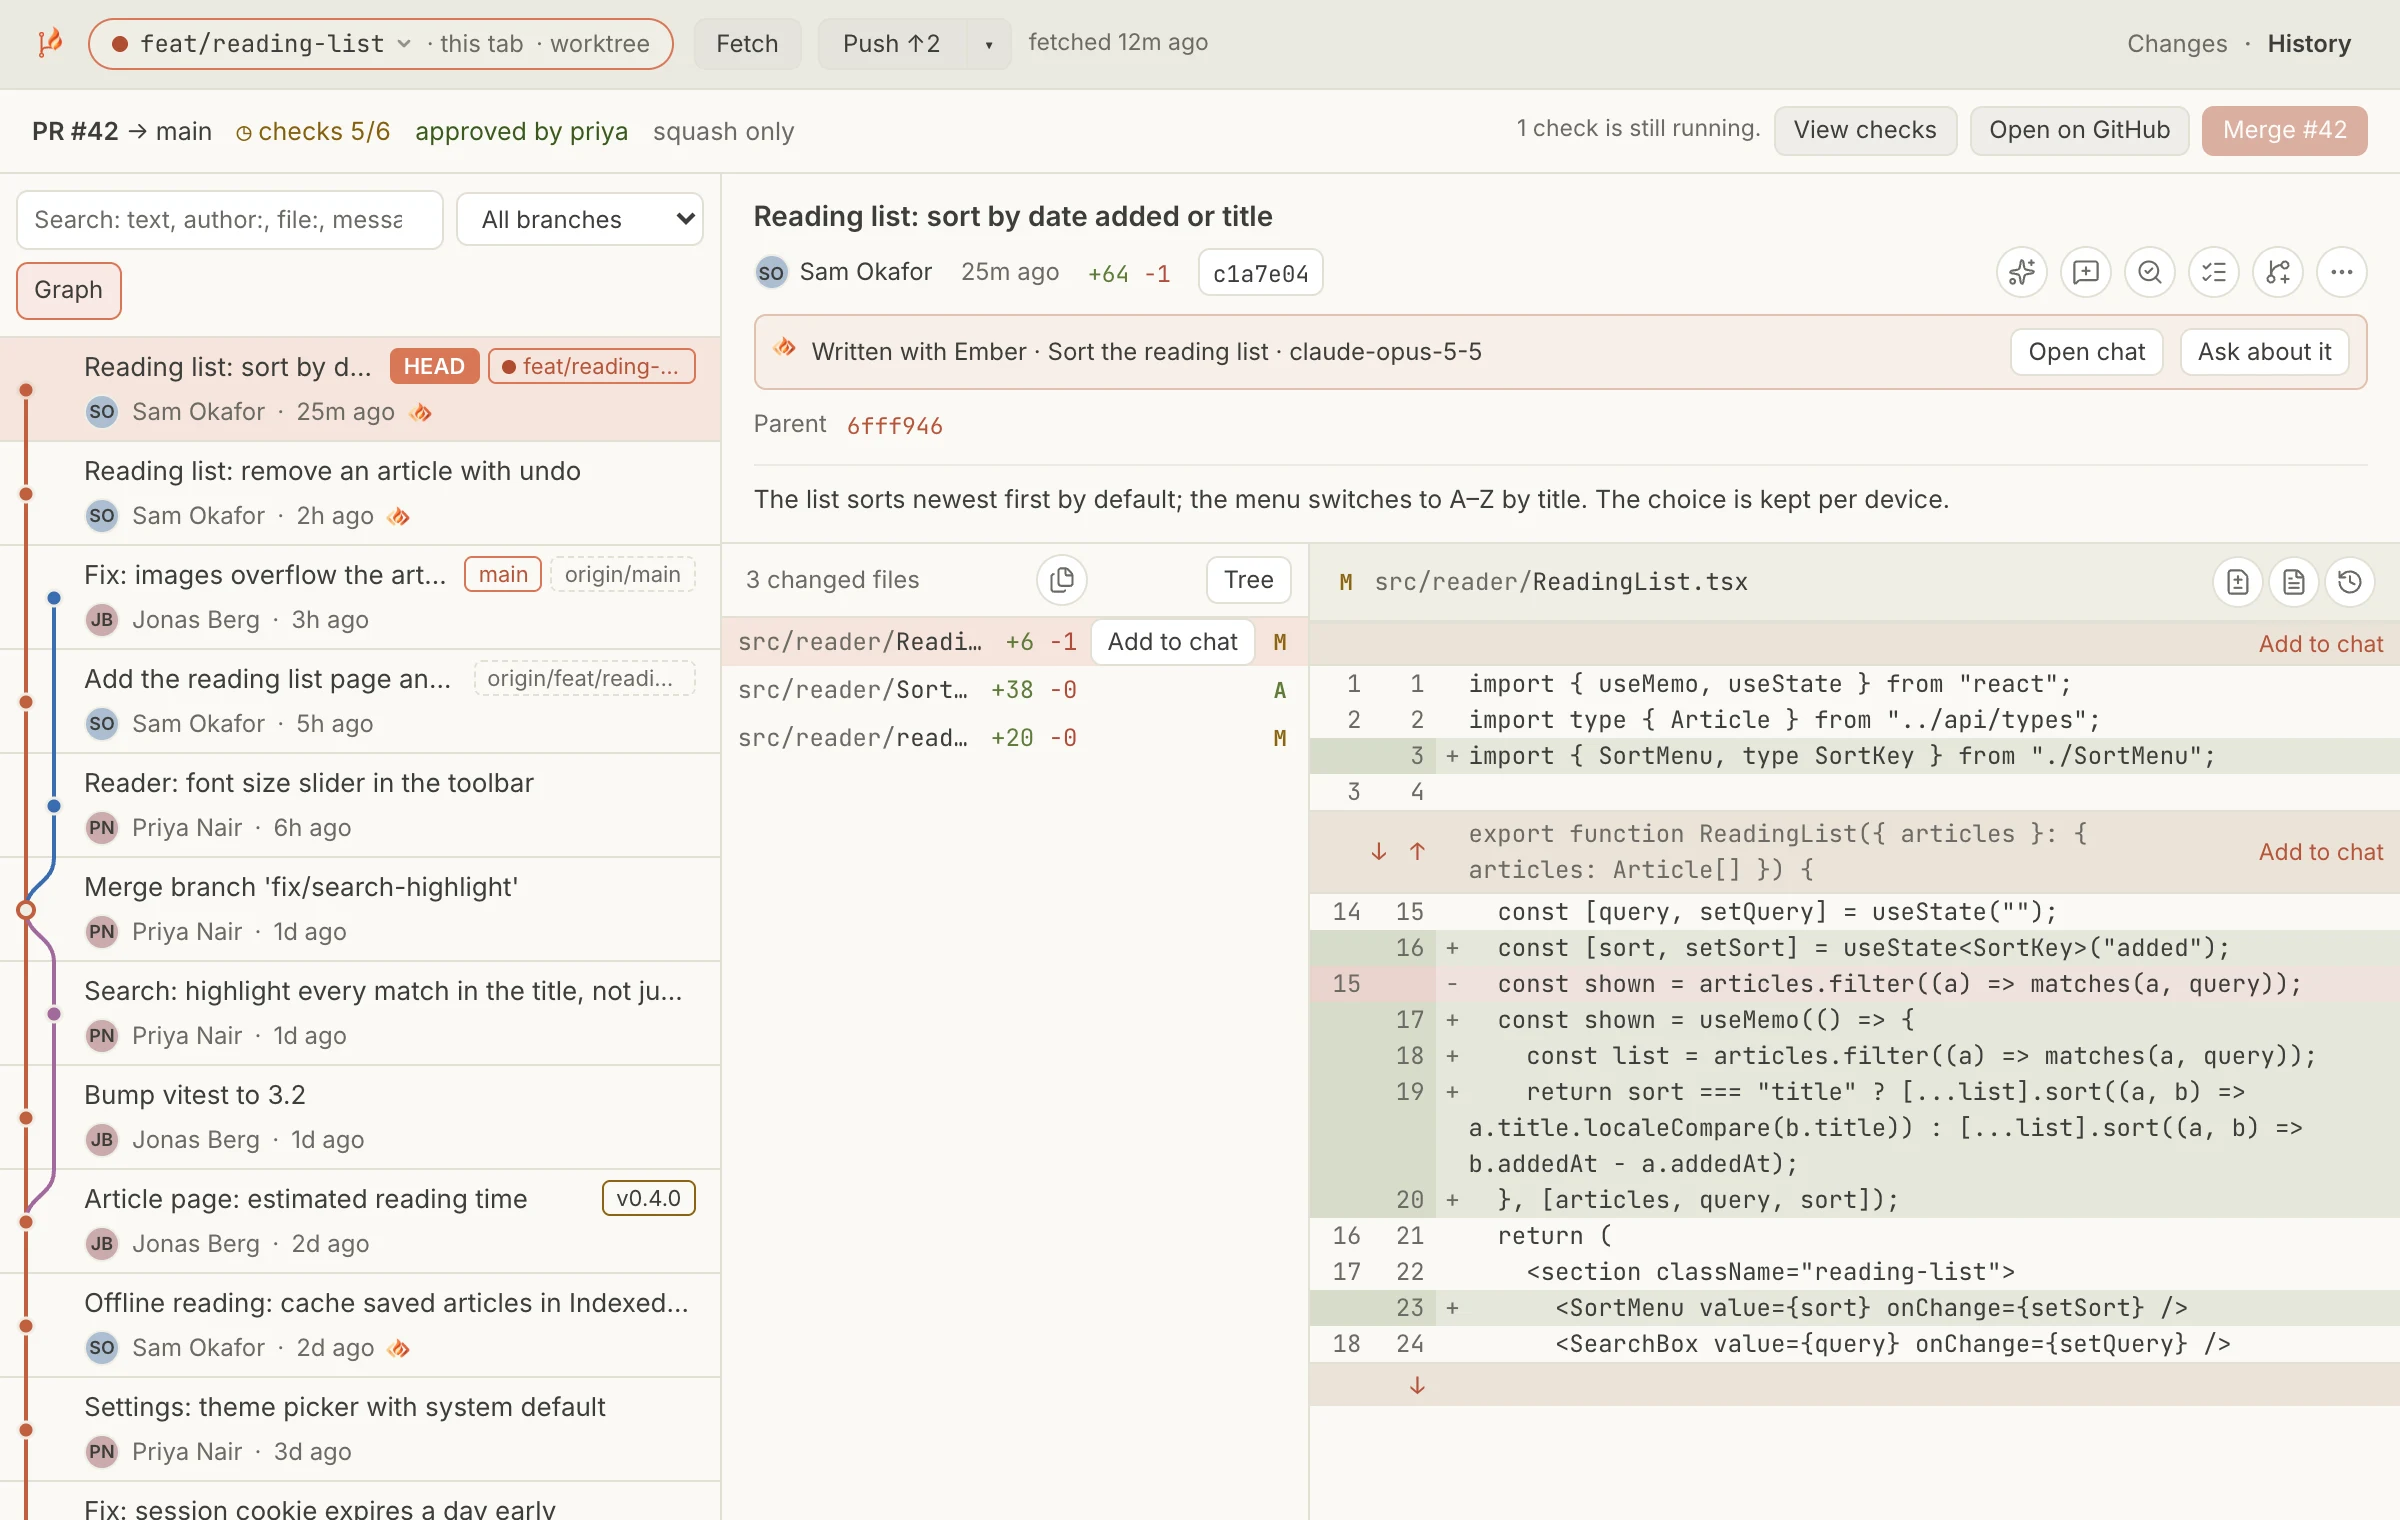 feat/reading-list · this tab · worktree Fetch Push ↑2 ▾ fetched 12m ago Changes · History
PR #42 → main checks 5/6 approved by priya squash only 1 check is still running. View checks Open on GitHub Merge #42
Search: text, author:, file:, messa All branches
Graph
Reading list: sort by d... HEAD feat/reading-...
SO Sam Okafor · 25m ago
Reading list: remove an article with undo
SO Sam Okafor · 2h ago
Fix: images overflow the art... main origin/main
JB Jonas Berg · 3h ago
Add the reading list page an... origin/feat/readi...
SO Sam Okafor · 5h ago
Reader: font size slider in the toolbar
PN Priya Nair · 6h ago
Merge branch 'fix/search-highlight'
PN Priya Nair · 1d ago
Search: highlight every match in the title, not ju...
PN Priya Nair · 1d ago
Bump vitest to 3.2
JB Jonas Berg · 1d ago
Article page: estimated reading time v0.4.0
JB Jonas Berg · 2d ago
Offline reading: cache saved articles in Indexed...
SO Sam Okafor · 2d ago
Settings: theme picker with system default
PN Priya Nair · 3d ago
Fix: session cookie expires a day early
Reading list: sort by date added or title
SO Sam Okafor 25m ago +64 -1 c1a7e04
Written with Ember · Sort the reading list · claude-opus-5-5 Open chat Ask about it
Parent 6fff946
The list sorts newest first by default; the menu switches to A–Z by title. The choice is kept per device.
3 changed files Tree
src/reader/Readi... +6 -1 Add to chat M
src/reader/Sort... +38 -0 A
src/reader/read... +20 -0 M
M src/reader/ReadingList.tsx
Add to chat
1 1 import { useMemo, useState } from "react";
2 2 import type { Article } from "../api/types";
3 + import { SortMenu, type SortKey } from "./SortMenu";
3 4
↓ ↑ export function ReadingList({ articles }: {
articles: Article[] }) { Add to chat
14 15 const [query, setQuery] = useState("");
16 + const [sort, setSort] = useState<SortKey>("added");
15 - const shown = articles.filter((a) => matches(a, query));
17 + const shown = useMemo(() => {
18 + const list = articles.filter((a) => matches(a, query));
19 + return sort === "title" ? [...list].sort((a, b) =>
a.title.localeCompare(b.title)) : [...list].sort((a, b) =>
b.addedAt - a.addedAt);
20 + }, [articles, query, sort]);
16 21 return (
17 22 <section className="reading-list">
23 + <SortMenu value={sort} onChange={setSort} />
18 24 <SearchBox value={query} onChange={setQuery} />
↓